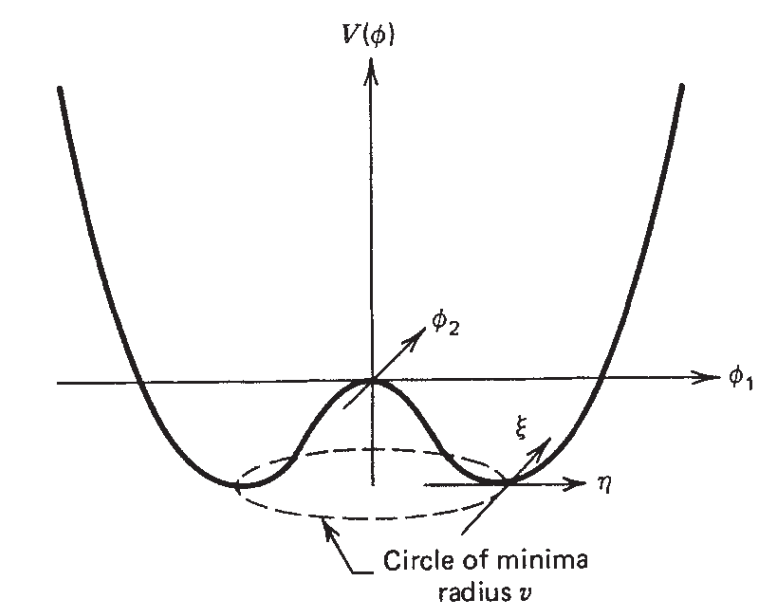 V(ϕ)
ϕ₂
ϕ₁
ξ
η
Circle of minima
radius v